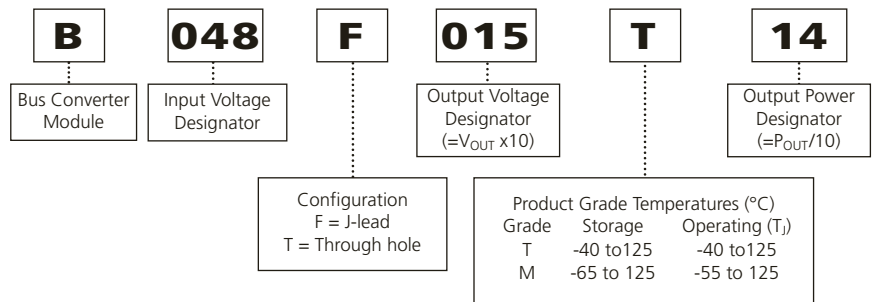 B 048 F 015 T 14
Bus Converter
Module
Input Voltage
Designator
Output Voltage
Designator
(=VOUT x10)
Output Power
Designator
(=POUT/10)
Configuration
F = J-lead
T = Through hole
Product Grade Temperatures (°C)
Grade Storage Operating (TJ)
T -40 to125 -40 to125
M -65 to 125 -55 to 125